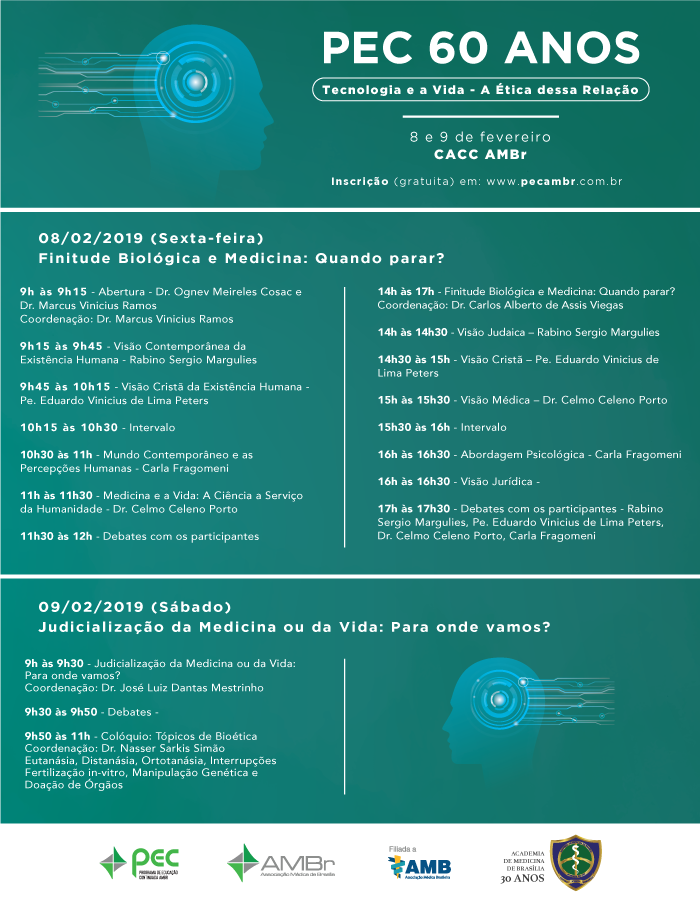 PEC 60 ANOS
Tecnologia e a Vida - A Ética dessa Relação
8 e 9 de fevereiro
CACC AMBr
Inscrição (gratuita) em: www.pecambr.com.br
08/02/2019 (Sexta-feira)
Finitude Biológica e Medicina: Quando parar?
9h às 9h15 - Abertura - Dr. Ognev Meireles Cosac e
Dr. Marcus Vinicius Ramos
Coordenação: Dr. Marcus Vinicius Ramos
9h15 às 9h45 - Visão Contemporânea da
Existência Humana - Rabino Sergio Margulies
9h45 às 10h15 - Visão Cristã da Existência Humana -
Pe. Eduardo Vinicius de Lima Peters
10h15 às 10h30 - Intervalo
10h30 às 11h - Mundo Contemporâneo e as
Percepções Humanas - Carla Fragomeni
11h às 11h30 - Medicina e a Vida: A Ciência a Serviço
da Humanidade - Dr. Celmo Celeno Porto
11h30 às 12h - Debates com os participantes
14h às 17h - Finitude Biológica e Medicina: Quando parar?
Coordenação: Dr. Carlos Alberto de Assis Viegas
14h às 14h30 - Visão Judaica – Rabino Sergio Margulies
14h30 às 15h - Visão Cristã – Pe. Eduardo Vinicius de
Lima Peters
15h às 15h30 - Visão Médica – Dr. Celmo Celeno Porto
15h30 às 16h - Intervalo
16h às 16h30 - Abordagem Psicológica - Carla Fragomeni
16h às 16h30 - Visão Jurídica -
17h às 17h30 - Debates com os participantes - Rabino
Sergio Margulies, Pe. Eduardo Vinicius de Lima Peters,
Dr. Celmo Celeno Porto, Carla Fragomeni
09/02/2019 (Sábado)
Judicialização da Medicina ou da Vida: Para onde vamos?
9h às 9h30 - Judicialização da Medicina ou da Vida:
Para onde vamos?
Coordenação: Dr. José Luiz Dantas Mestrinho
9h30 às 9h50 - Debates -
9h50 às 11h - Colóquio: Tópicos de Bioética
Coordenação: Dr. Nasser Sarkis Simão
Eutanásia, Distanásia, Ortotanásia, Interrupções
Fertilização in-vitro, Manipulação Genética e
Doação de Órgãos
PEC
PROGRAMA DE EDUCAÇÃO
CONTINUADA AMBR
AMBr
Associação Médica de Brasília
Filiada a
AMB
Associação Médica Brasileira
ACADEMIA
DE MEDICINA
DE BRASÍLIA
30 ANOS